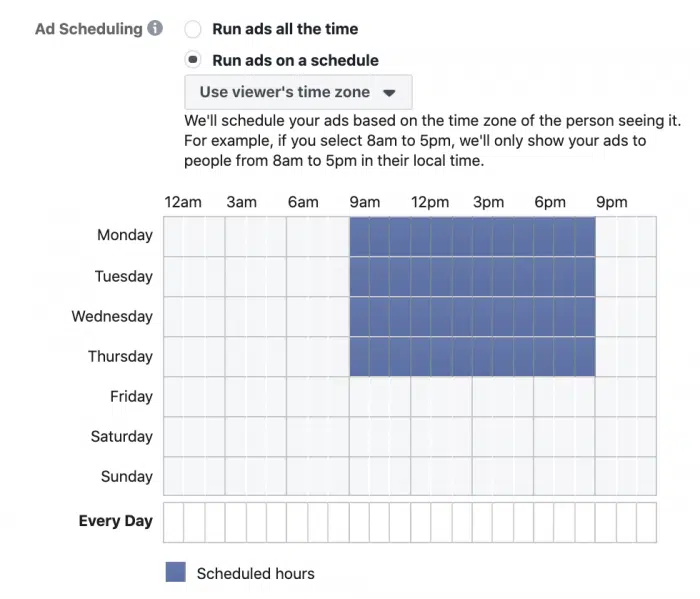 Ad Scheduling Run ads all the time
Run ads on a schedule
Use viewer's time zone
We'll schedule your ads based on the time zone of the person seeing it.
For example, if you select 8am to 5pm, we'll only show your ads to
people from 8am to 5pm in their local time.
12am 3am 6am 9am 12pm 3pm 6pm 9pm
Monday
Tuesday
Wednesday
Thursday
Friday
Saturday
Sunday
Every Day
Scheduled hours